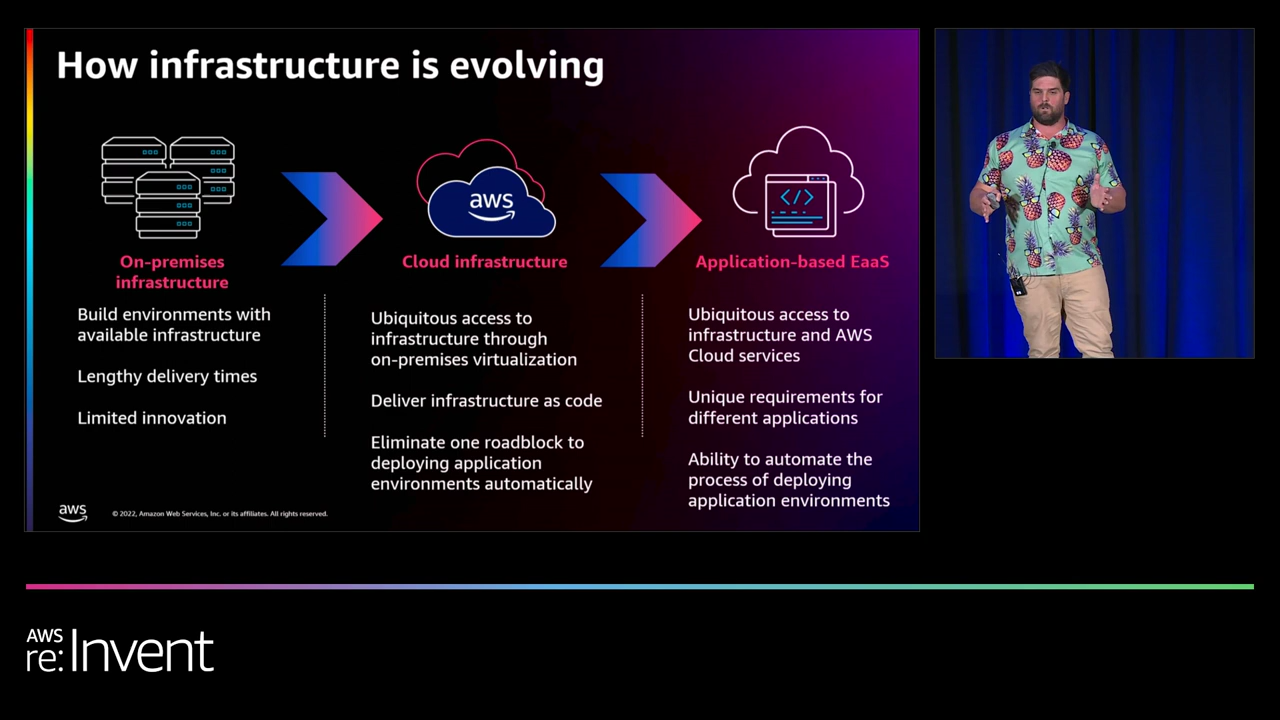 How infrastructure is evolving
aws
</>
On-premises
infrastructure
Build environments with
available infrastructure
Lengthy delivery times
Limited innovation
Cloud infrastructure
Ubiquitous access to
infrastructure through
on-premises virtualization
Deliver infrastructure as code
Eliminate one roadblock to
deploying application
environments automatically
Application-based EaaS
Ubiquitous access to
infrastructure and AWS
Cloud services
Unique requirements for
different applications
Ability to automate the
process of deploying
application environments
aws
© 2022, Amazon Web Services, Inc. or its affiliates. All rights reserved.
AWS
re:Invent